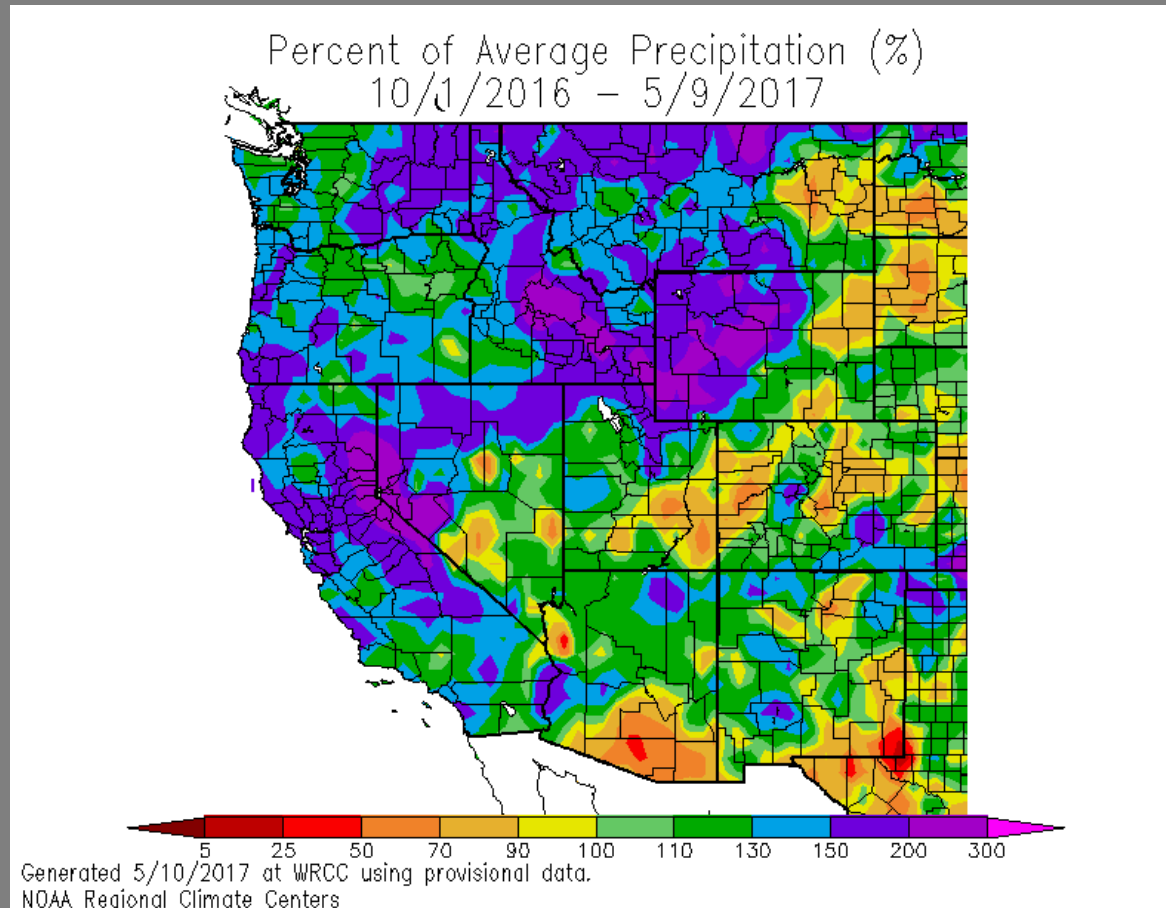 Percent of Average Precipitation (%)
10/1/2016 – 5/9/2017
5 25 50 70 90 100 110 130 150 200 300
Generated 5/10/2017 at WRCC using provisional data.
NOAA Regional Climate Centers